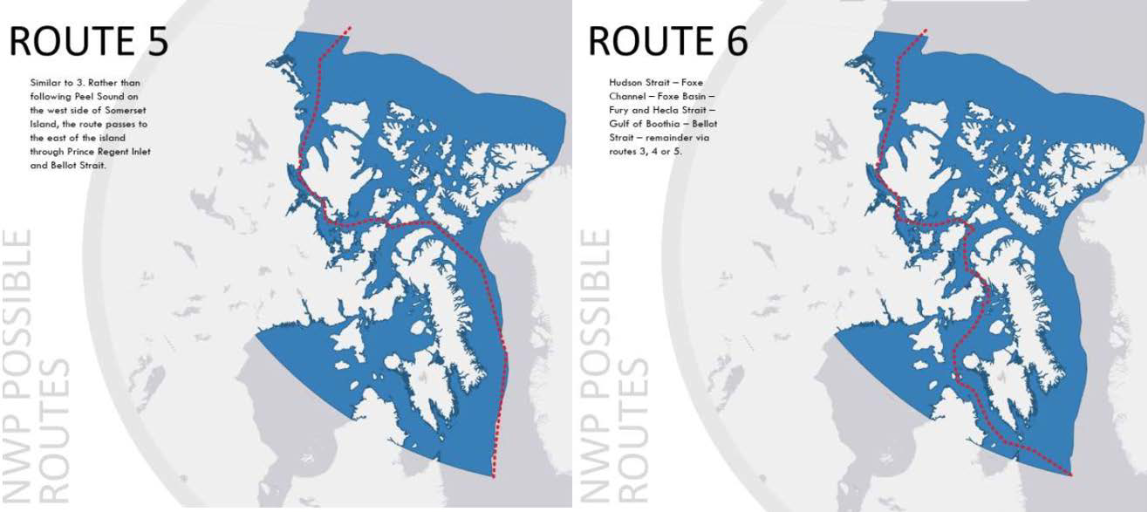 ROUTE 5
Similar to 3. Rather than
following Peel Sound on
the west side of Somerset
Island, the route passes to
the east of the island
through Prince Regent Inlet
and Bellot Strait.
NWP POSSIBLE
ROUTES
ROUTE 6
Hudson Strait – Foxe
Channel – Foxe Basin –
Fury and Hecla Strait –
Gulf of Boothia – Bellot
Strait – remainder via
routes 3, 4 or 5.
NWP POSSIBLE
ROUTES